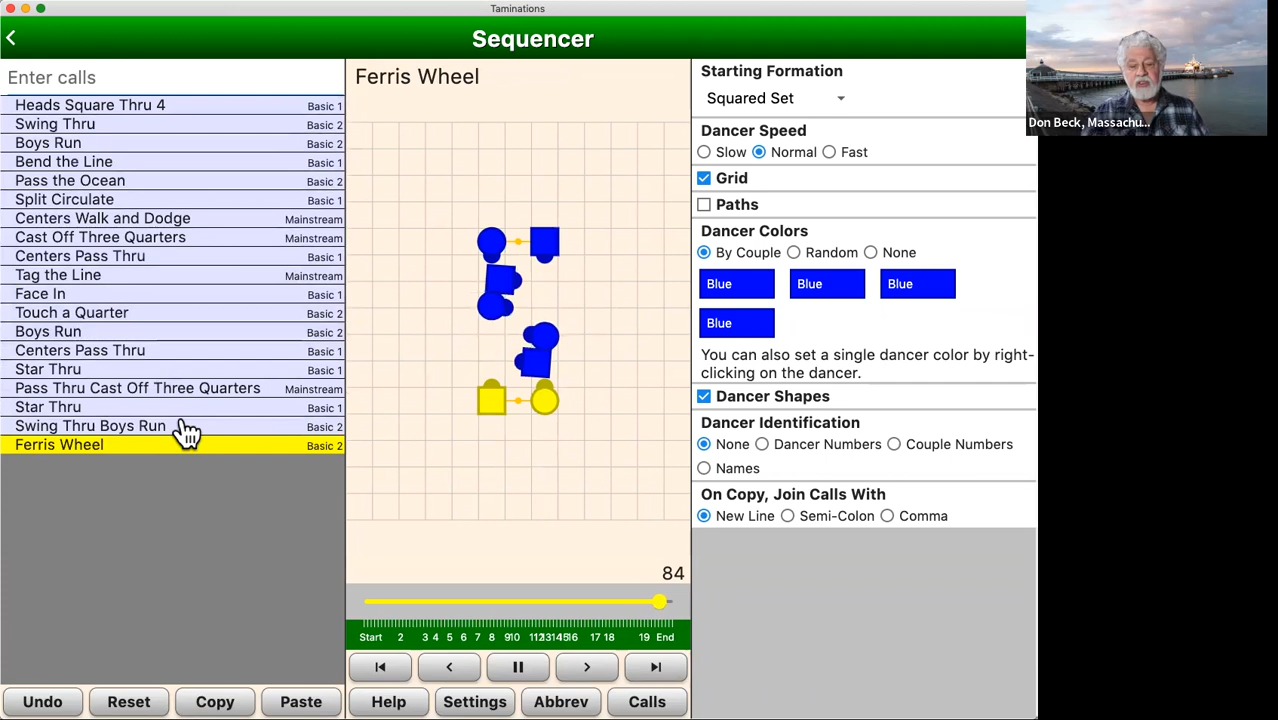 Taminations
Sequencer
Enter calls
Heads Square Thru 4 Basic 1
Swing Thru Basic 2
Boys Run Basic 2
Bend the Line Basic 1
Pass the Ocean Basic 2
Split Circulate Basic 1
Centers Walk and Dodge Mainstream
Cast Off Three Quarters Mainstream
Centers Pass Thru Basic 1
Tag the Line Mainstream
Face In Basic 1
Touch a Quarter Basic 2
Boys Run Basic 2
Centers Pass Thru Basic 1
Star Thru Basic 1
Pass Thru Cast Off Three Quarters Mainstream
Star Thru Basic 1
Swing Thru Boys Run Basic 2
Ferris Wheel Basic 2
Undo Reset Copy Paste
Ferris Wheel
84
Start 2 3 4 5 6 7 8 910 11213141516 17 18 19 End
Help Settings Abbrev Calls
Starting Formation
Squared Set
Dancer Speed
Slow Normal Fast
Grid
Paths
Dancer Colors
By Couple Random None
Blue Blue Blue
Blue
You can also set a single dancer color by right-
clicking on the dancer.
Dancer Shapes
Dancer Identification
None Dancer Numbers Couple Numbers
Names
On Copy, Join Calls With
New Line Semi-Colon Comma
Don Beck, Massachu...